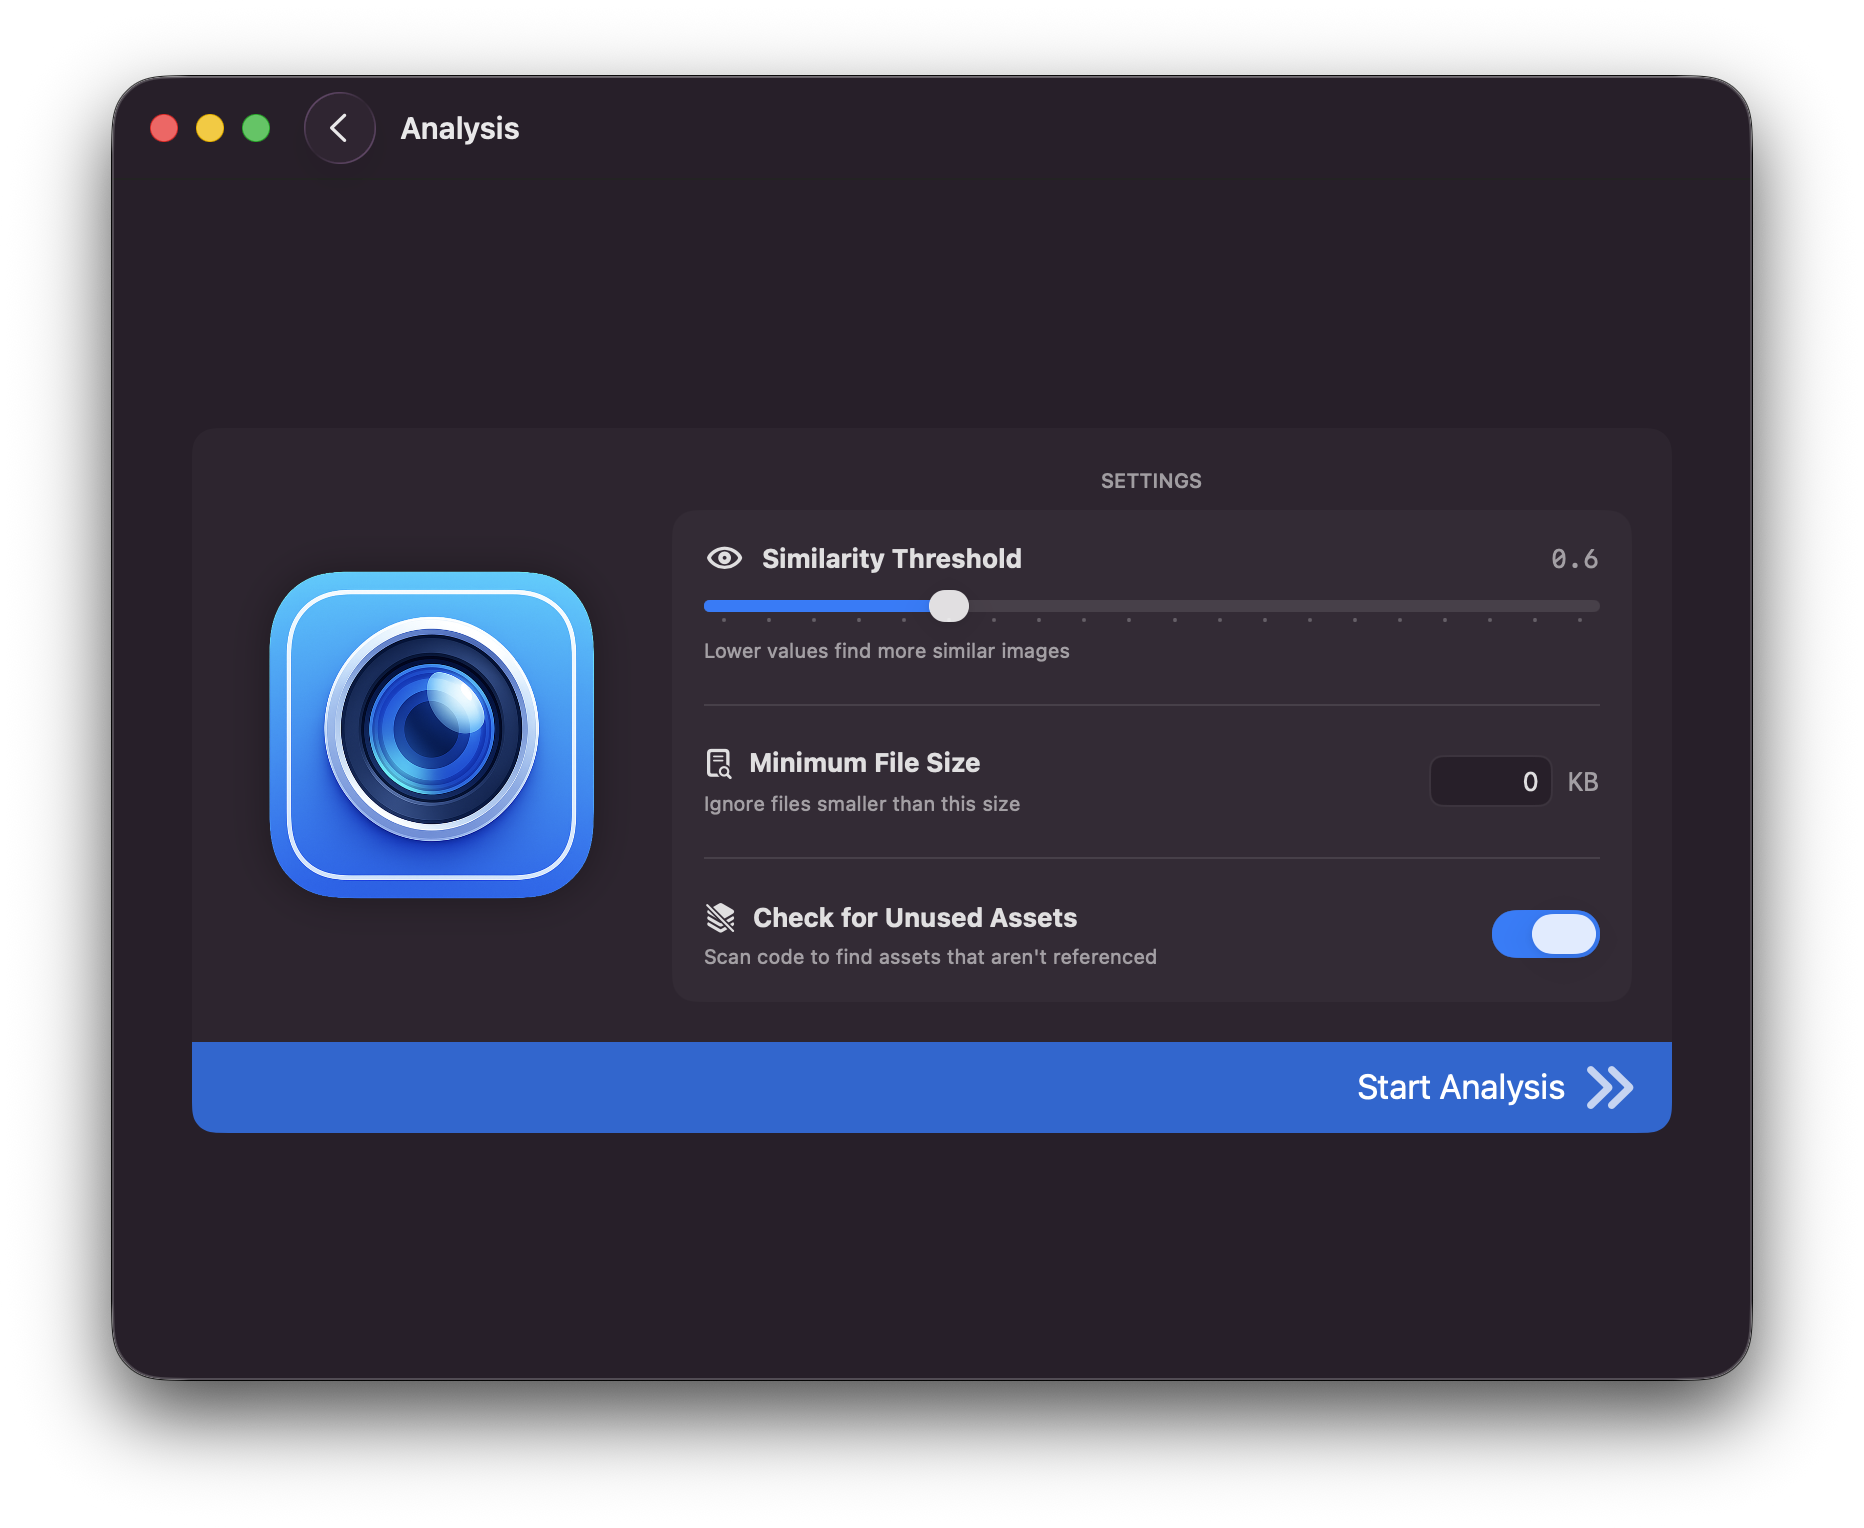 Analysis
SETTINGS
Similarity Threshold
0.6
Lower values find more similar images
Minimum File Size
0 KB
Ignore files smaller than this size
Check for Unused Assets
Scan code to find assets that aren't referenced
Start Analysis